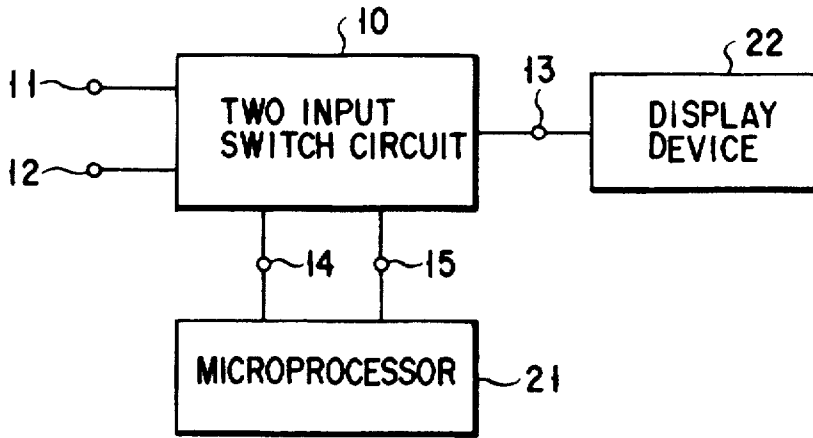 10
11
12
TWO INPUT
SWITCH CIRCUIT
13
22
DISPLAY
DEVICE
14
15
MICROPROCESSOR
21